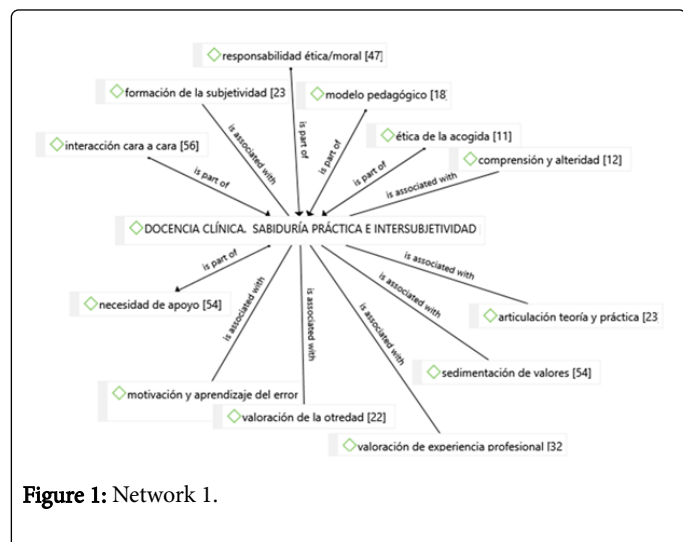 responsabilidad ética/moral [47]
formación de la subjetividad [23
modelo pedagógico [18]
ética de la acogida [11]
interacción cara a cara [56]
comprensión y alteridad [12]
is associated with
is part of
is part of
is part of
is part of
is associated with
DOCENCIA CLÍNICA. SABIDURÍA PRÁCTICA E INTERSUBJETIVIDAD
is part of
is associated with
is associated with
is associated with
is associated with
is associated with
necesidad de apoyo [54]
articulación teoría y práctica [23
sedimentación de valores [54]
motivación y aprendizaje del error
valoración de la otredad [22]
valoración de experiencia profesional [32
Figure 1: Network 1.